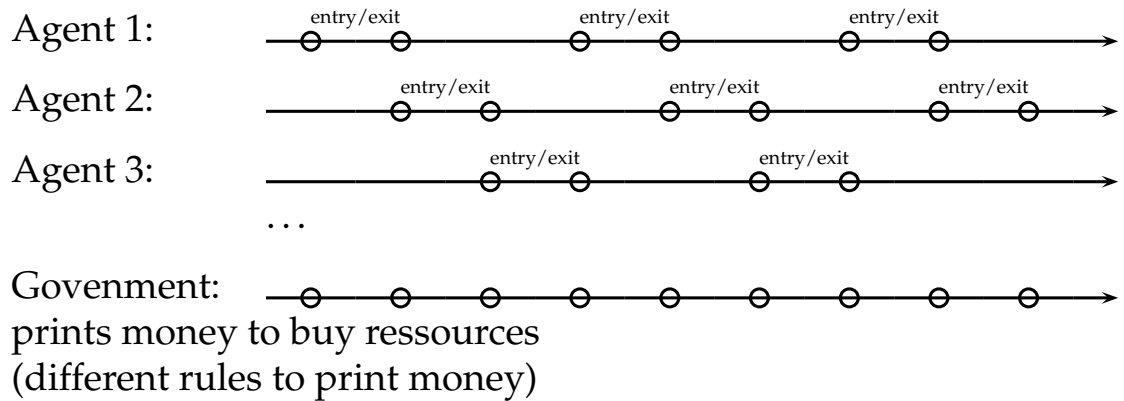 Agent 1:
entry/exit entry/exit entry/exit
Agent 2:
entry/exit entry/exit entry/exit
Agent 3:
entry/exit entry/exit
...
Govenment:
prints money to buy ressources
(different rules to print money)